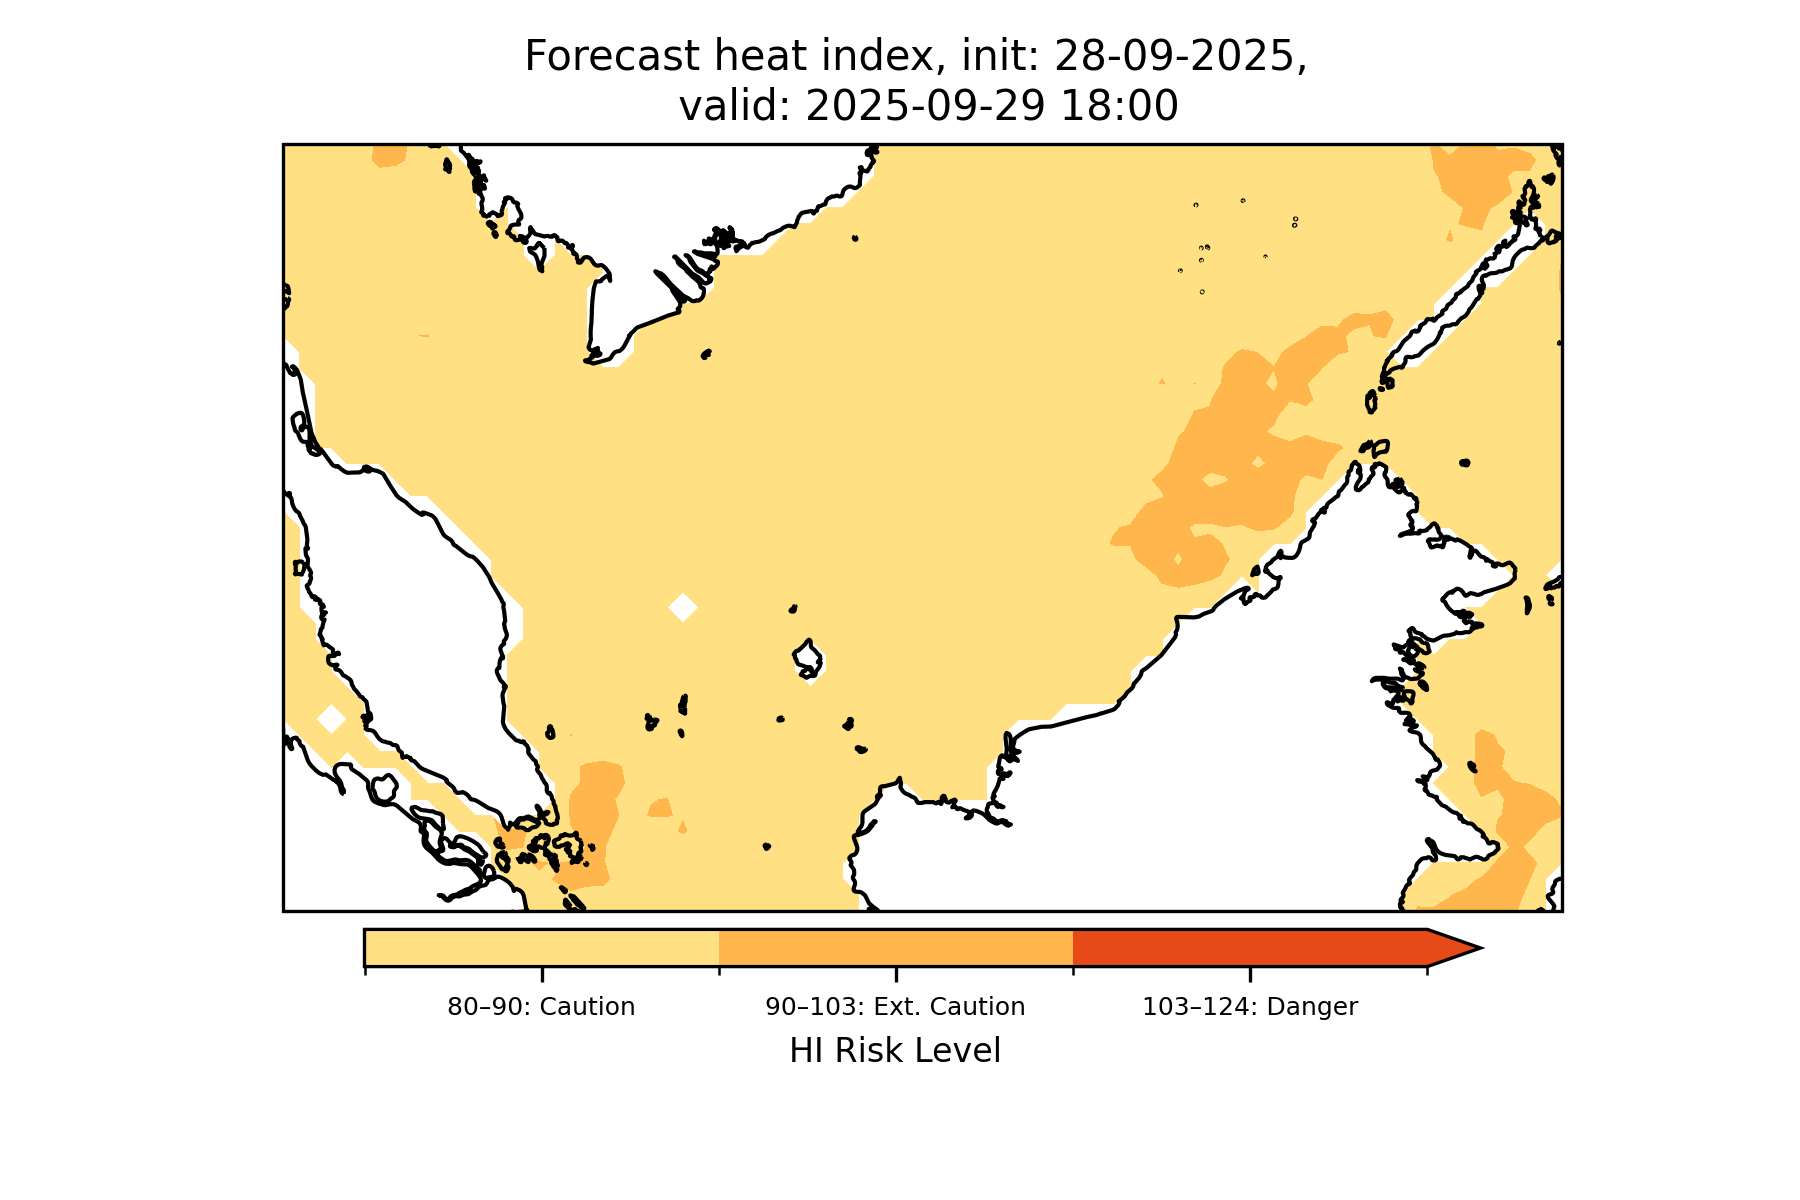 Forecast heat index, init: 28-09-2025,
valid: 2025-09-29 18:00
80–90: Caution
90–103: Ext. Caution
103–124: Danger
HI Risk Level